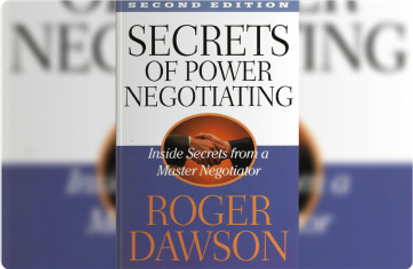 SECOND EDITION
SECRETS
OF POWER
NEGOTIATING
Inside Secrets from a
Master Negotiator
ROGER
DAWSON